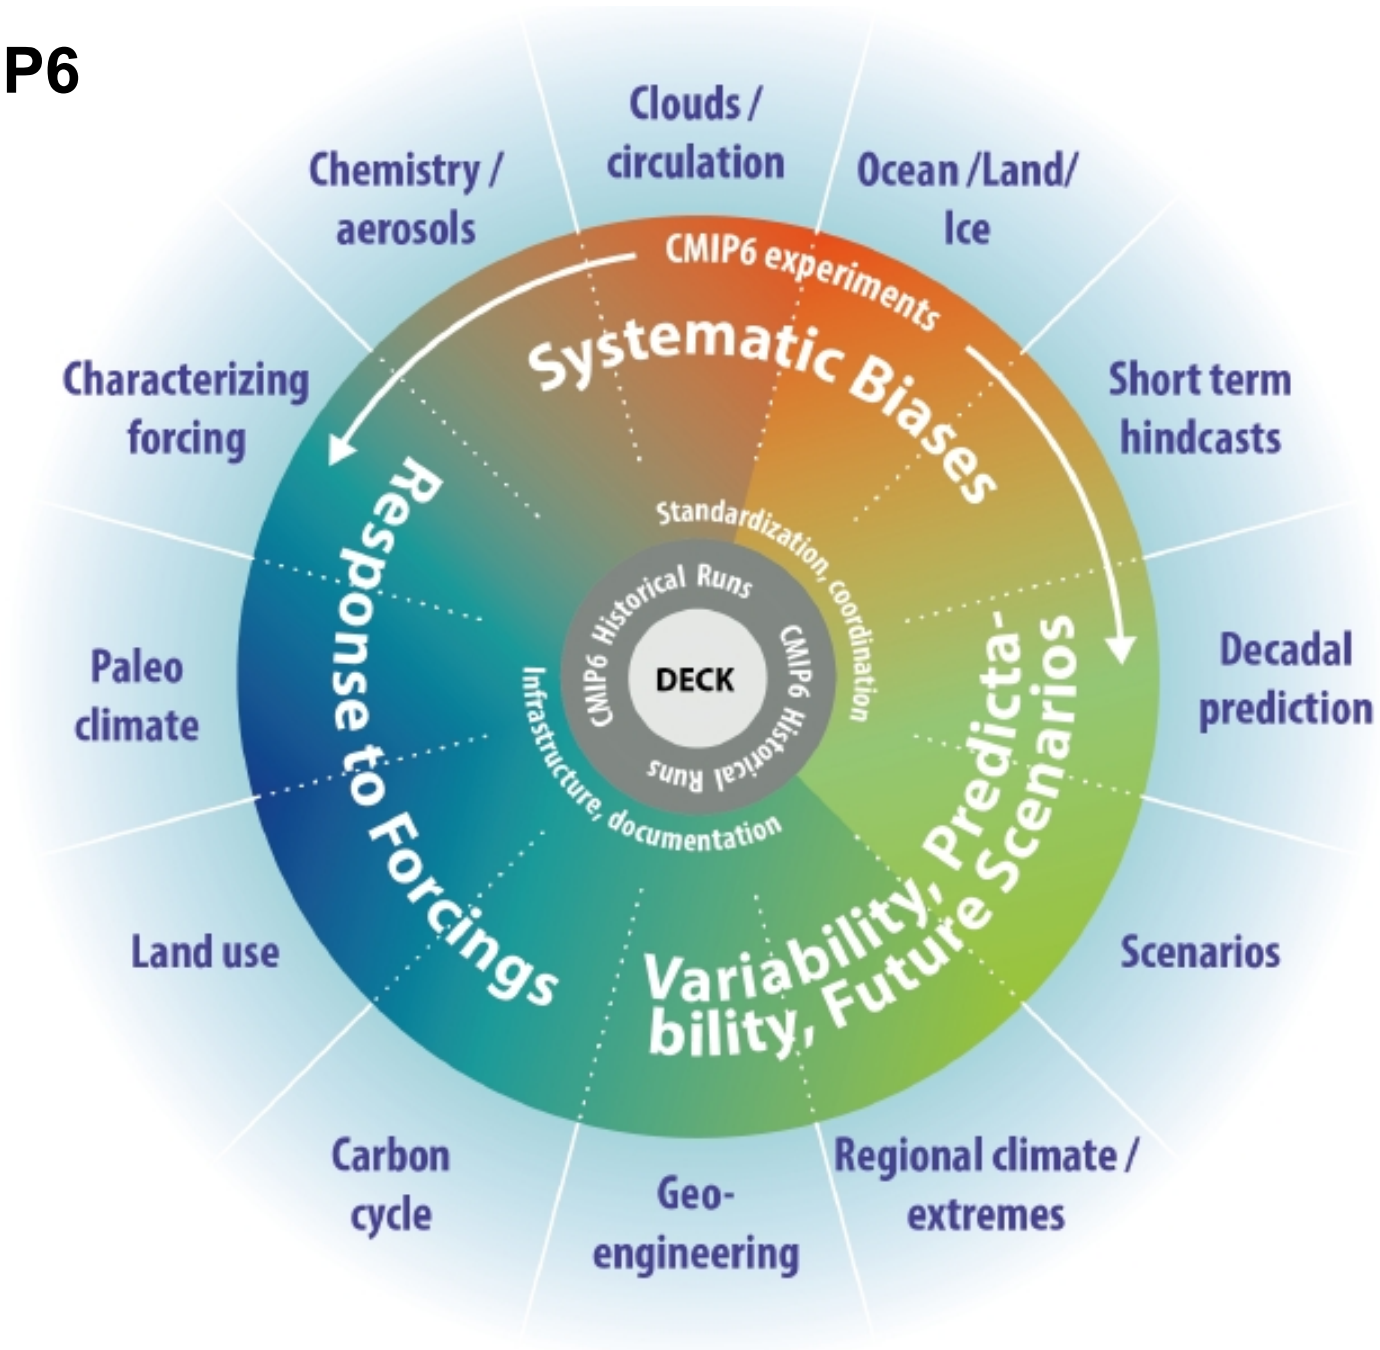 P6
Clouds /
circulation
Ocean /Land/
Ice
Short term
hindcasts
Decadal
prediction
Scenarios
Regional climate /
extremes
Geo-
engineering
Carbon
cycle
Land use
Paleo
climate
Characterizing
forcing
Chemistry /
aerosols
CMIP6 experiments
Systematic Biases
Variability, Predicta-
bility, Future Scenarios
Response to Forcings
Standardization, coordination
Infrastructure, documentation
CMIP6 Historical Runs
CMIP6 Historical Runs
DECK